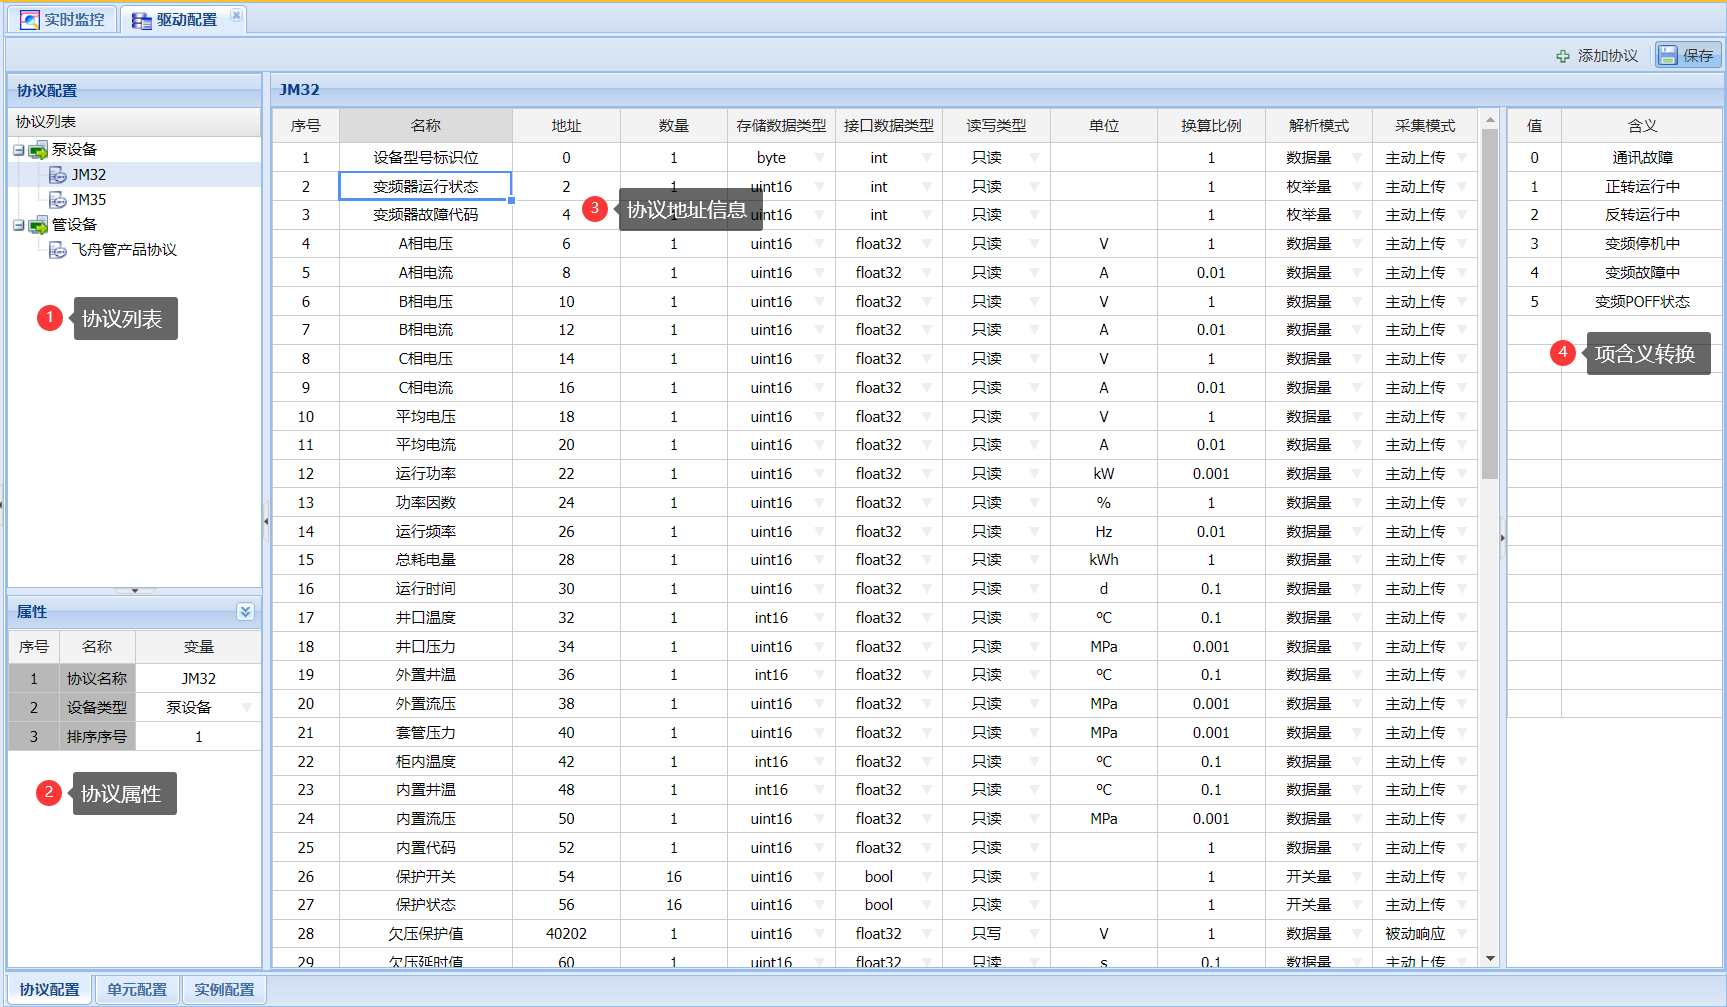 实时监控 驱动配置
添加协议 保存
协议配置
协议列表
泵设备
JM32
JM35
管设备
飞舟管产品协议
1 协议列表
属性
序号 名称 变量
1 协议名称 JM32
2 设备类型 泵设备
3 排序序号 1
2 协议属性
JM32
序号 名称 地址 数量 存储数据类型 接口数据类型 读写类型 单位 换算比例 解析模式 采集模式
1 设备型号标识位 0 1 byte int 只读 1 数据量 主动上传
2 变频器运行状态 2 1 uint16 int 只读 1 枚举量 主动上传
3 变频器故障代码 4 uint16 int 只读 1 枚举量 主动上传
3 协议地址信息
4 A相电压 6 1 uint16 float32 只读 V 1 数据量 主动上传
5 A相电流 8 1 uint16 float32 只读 A 0.01 数据量 主动上传
6 B相电压 10 1 uint16 float32 只读 V 1 数据量 主动上传
7 B相电流 12 1 uint16 float32 只读 A 0.01 数据量 主动上传
8 C相电压 14 1 uint16 float32 只读 V 1 数据量 主动上传
9 C相电流 16 1 uint16 float32 只读 A 0.01 数据量 主动上传
10 平均电压 18 1 uint16 float32 只读 V 1 数据量 主动上传
11 平均电流 20 1 uint16 float32 只读 A 0.01 数据量 主动上传
12 运行功率 22 1 uint16 float32 只读 kW 0.001 数据量 主动上传
13 功率因数 24 1 uint16 float32 只读 % 1 数据量 主动上传
14 运行频率 26 1 uint16 float32 只读 Hz 0.01 数据量 主动上传
15 总耗电量 28 1 uint16 float32 只读 kWh 1 数据量 主动上传
16 运行时间 30 1 uint16 float32 只读 d 0.1 数据量 主动上传
17 井口温度 32 1 int16 float32 只读 ℃ 0.1 数据量 主动上传
18 井口压力 34 1 uint16 float32 只读 MPa 0.001 数据量 主动上传
19 外置井温 36 1 int16 float32 只读 ℃ 0.1 数据量 主动上传
20 外置流压 38 1 uint16 float32 只读 MPa 0.001 数据量 主动上传
21 套管压力 40 1 uint16 float32 只读 MPa 0.001 数据量 主动上传
22 柜内温度 42 1 int16 float32 只读 ℃ 0.1 数据量 主动上传
23 内置井温 48 1 int16 float32 只读 ℃ 0.1 数据量 主动上传
24 内置流压 50 1 uint16 float32 只读 MPa 0.001 数据量 主动上传
25 内置代码 52 1 uint16 float32 只读 1 数据量 主动上传
26 保护开关 54 16 uint16 bool 只读 1 开关量 主动上传
27 保护状态 56 16 uint16 bool 只读 1 开关量 主动上传
28 欠压保护值 40202 1 uint16 float32 只写 V 1 数据量 被动响应
29 欠压延时值 60 1 uint16 float32 只读 s 0.1 数据量 主动上传
值 含义
0 通讯故障
1 正转运行中
2 反转运行中
3 变频停机中
4 变频故障中
5 变频POFF状态
4 项含义转换
协议配置 单元配置 实例配置